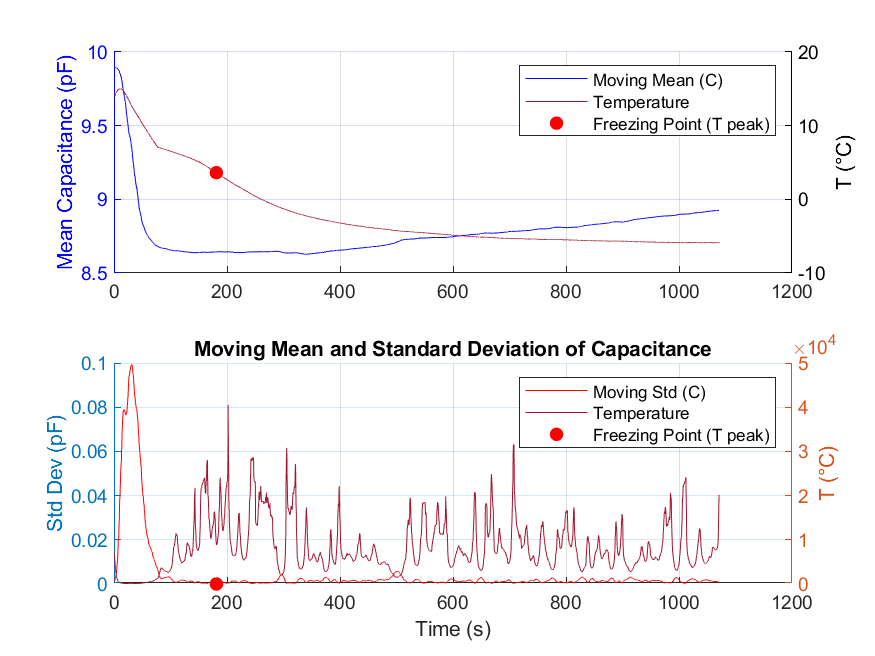 10
9.5
9
8.5
Mean Capacitance (pF)
20
10
0
-10
T (°C)
Moving Mean (C)
Temperature
Freezing Point (T peak)
0
200
400
600
800
1000
1200
Moving Mean and Standard Deviation of Capacitance
×10⁴
0.1
0.08
0.06
0.04
0.02
0
Std Dev (pF)
5
4
3
2
1
0
T (°C)
Moving Std (C)
Temperature
Freezing Point (T peak)
0
200
400
600
800
1000
1200
Time (s)